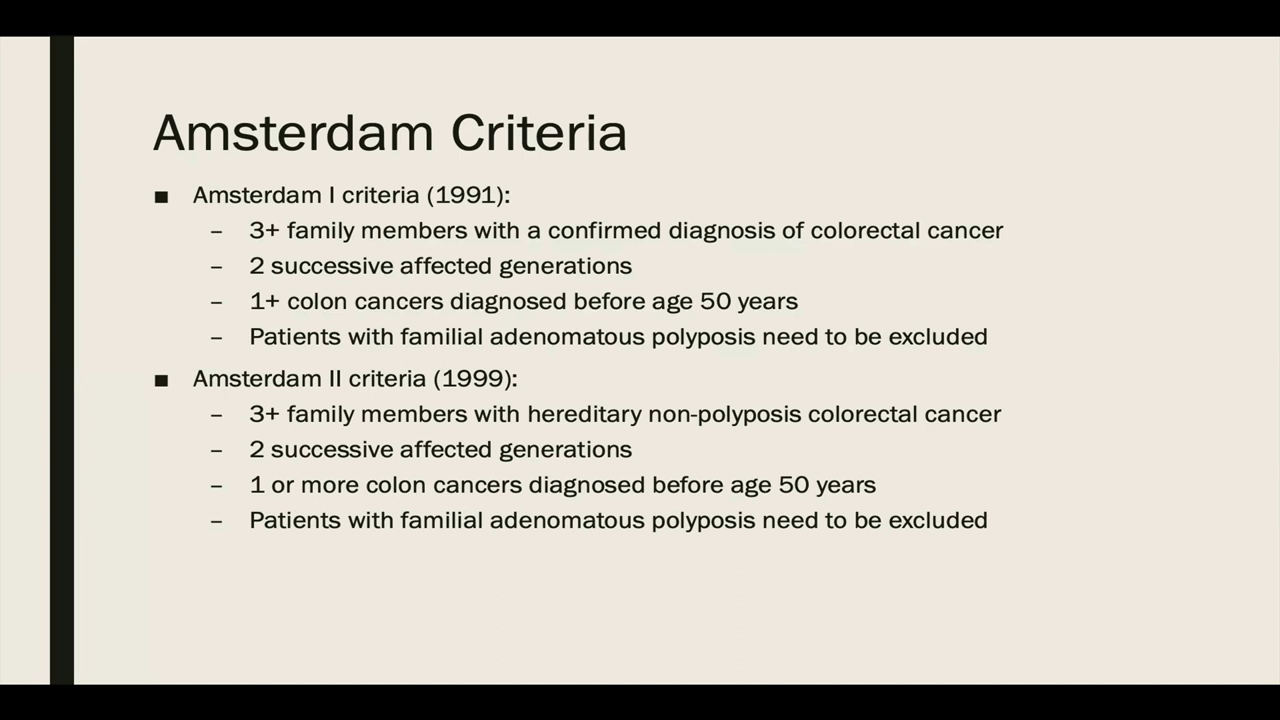 Amsterdam Criteria
■ Amsterdam I criteria (1991):
– 3+ family members with a confirmed diagnosis of colorectal cancer
– 2 successive affected generations
– 1+ colon cancers diagnosed before age 50 years
– Patients with familial adenomatous polyposis need to be excluded
■ Amsterdam II criteria (1999):
– 3+ family members with hereditary non-polyposis colorectal cancer
– 2 successive affected generations
– 1 or more colon cancers diagnosed before age 50 years
– Patients with familial adenomatous polyposis need to be excluded